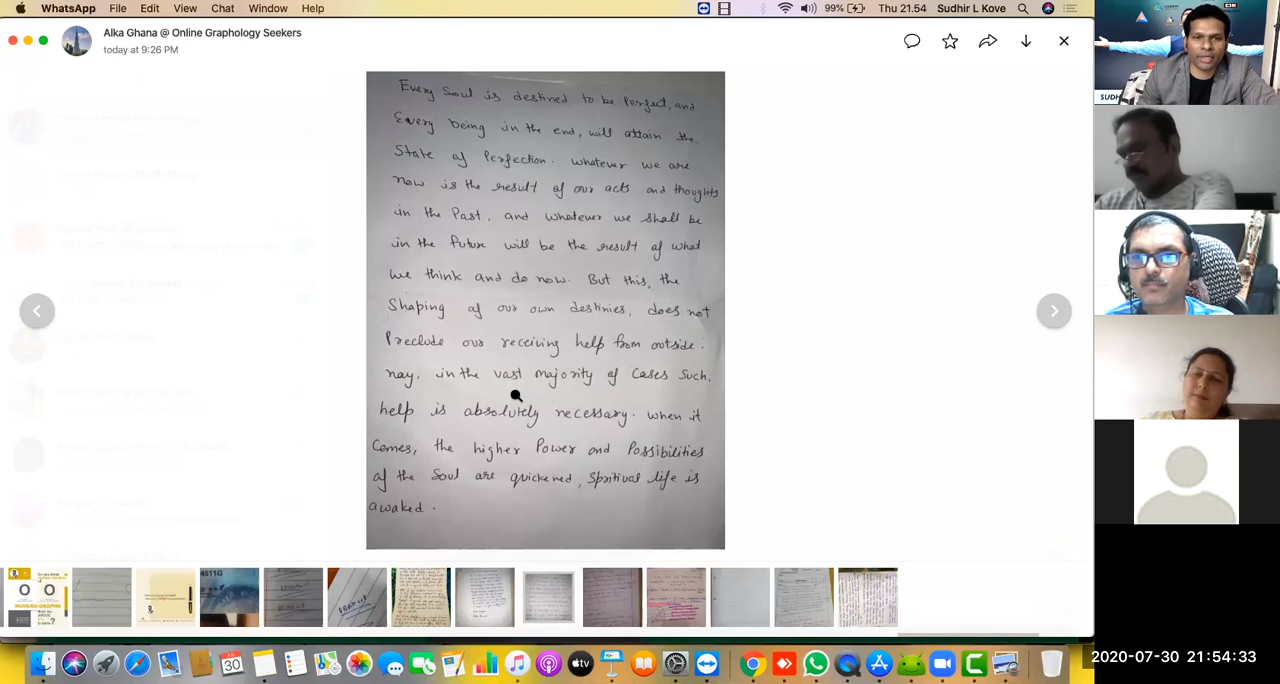 WhatsApp File Edit View Chat Window Help
99% Thu 21.54 Sudhir L Kove
Alka Ghana @ Online Graphology Seekers
today at 9:26 PM
SUDH
Every Soul is destined to be Perfect, and
Every being in the end, will attain the
State of Perfection. Whatever we are
now is the result of our acts and thoughts
in the Past, and whatever we shall be
in the future will be the result of what
we think and do now. But this, the
Shaping of our own destinies, does not
Preclude our receiving help from outside.
nay, in the vast majority of Cases Such,
help is absolutely necessary. When it
Comes, the higher Power and Possibilities
of the Soul are quickened, Spritival life is
awaked.
JUL
30
tv
2020-07-30 21:54:33